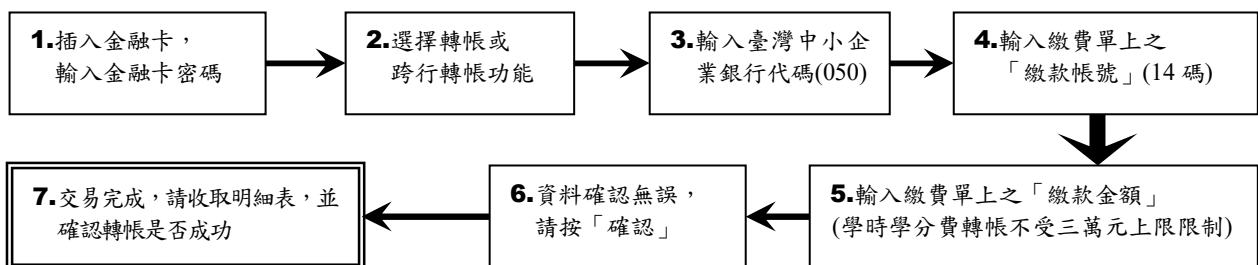 1.插入金融卡，
輸入金融卡密碼
2.選擇轉帳或
跨行轉帳功能
3.輸入臺灣中小企
業銀行代碼(050)
4.輸入繳費單上之
「繳款帳號」(14 碼)
5.輸入繳費單上之「繳款金額」
(學時學分費轉帳不受三萬元上限限制)
6.資料確認無誤，
請按「確認」
7.交易完成，請收取明細表，並
確認轉帳是否成功